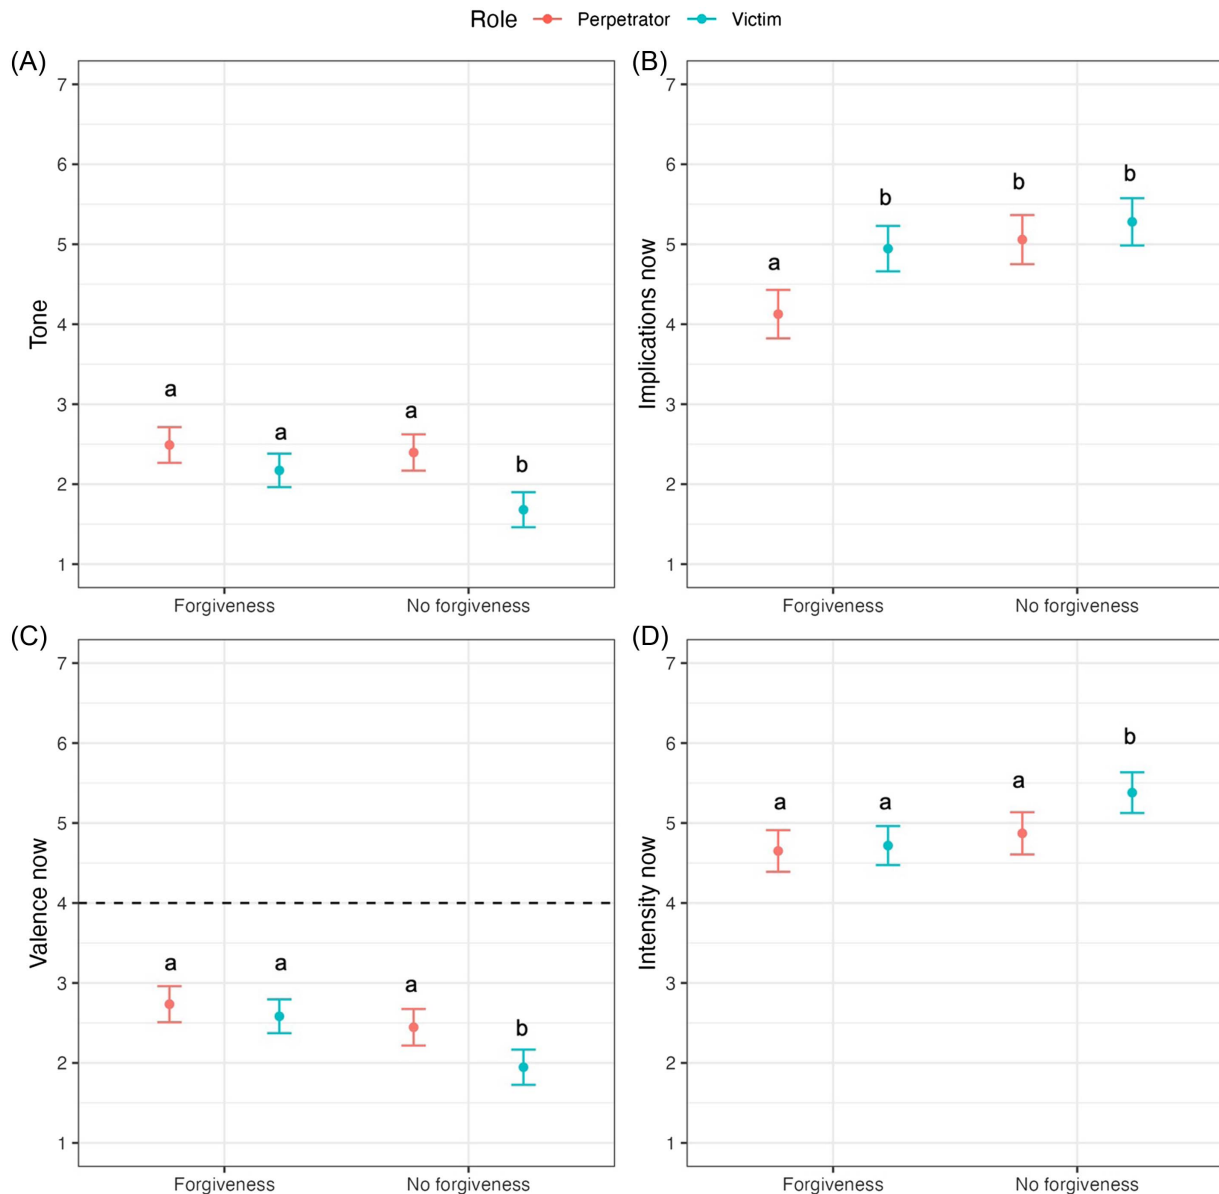 Role Perpetrator Victim
(A)
Tone
7
6
5
4
3
2
1
a
a
a
b
Forgiveness No forgiveness
(B)
Implications now
7
6
5
4
3
2
1
a
b
b
b
Forgiveness No forgiveness
(C)
Valence now
7
6
5
4
3
2
1
a
a
a
b
Forgiveness No forgiveness
(D)
Intensity now
7
6
5
4
3
2
1
a
a
a
b
Forgiveness No forgiveness